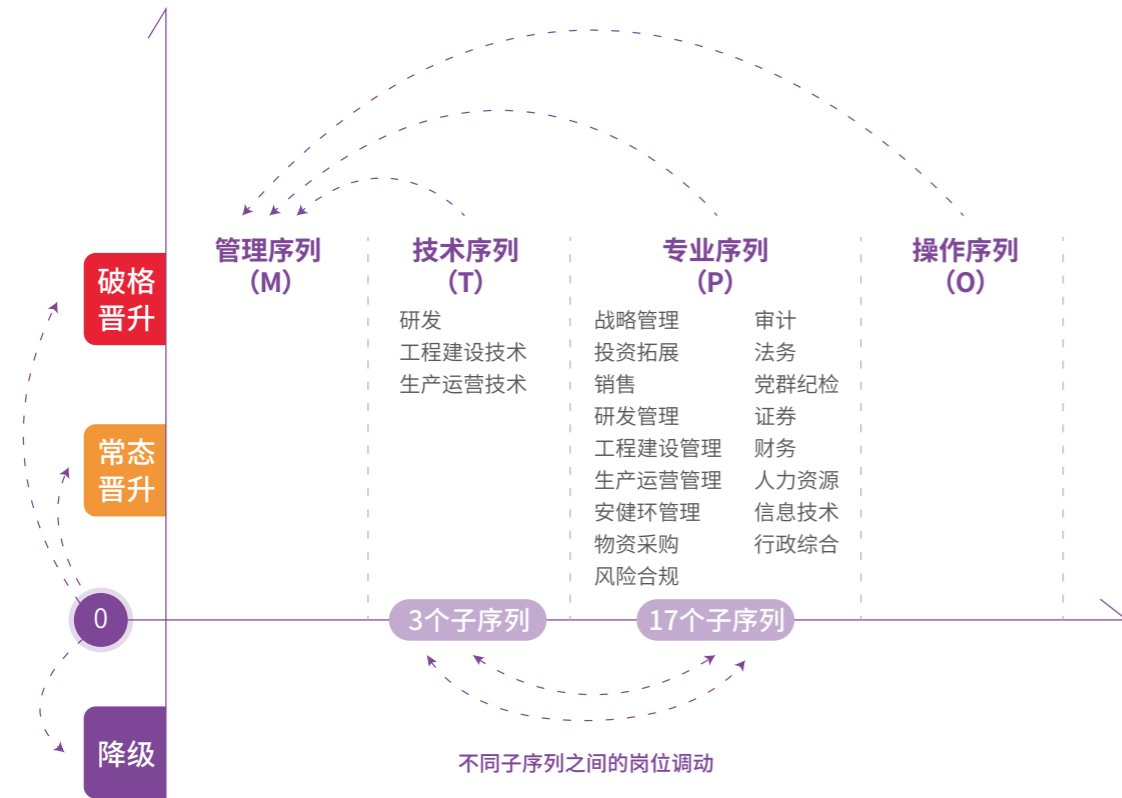 管理序列
（M）
技术序列
（T）
专业序列
（P）
操作序列
（O）
破格
晋升
研发
工程建设技术
生产运营技术
战略管理
投资拓展
销售
研发管理
工程建设管理
生产运营管理
安健环管理
物资采购
风险合规
审计
法务
党群纪检
证券
财务
人力资源
信息技术
行政综合
常态
晋升
0
3个子序列
17个子序列
降级
不同子序列之间的岗位调动